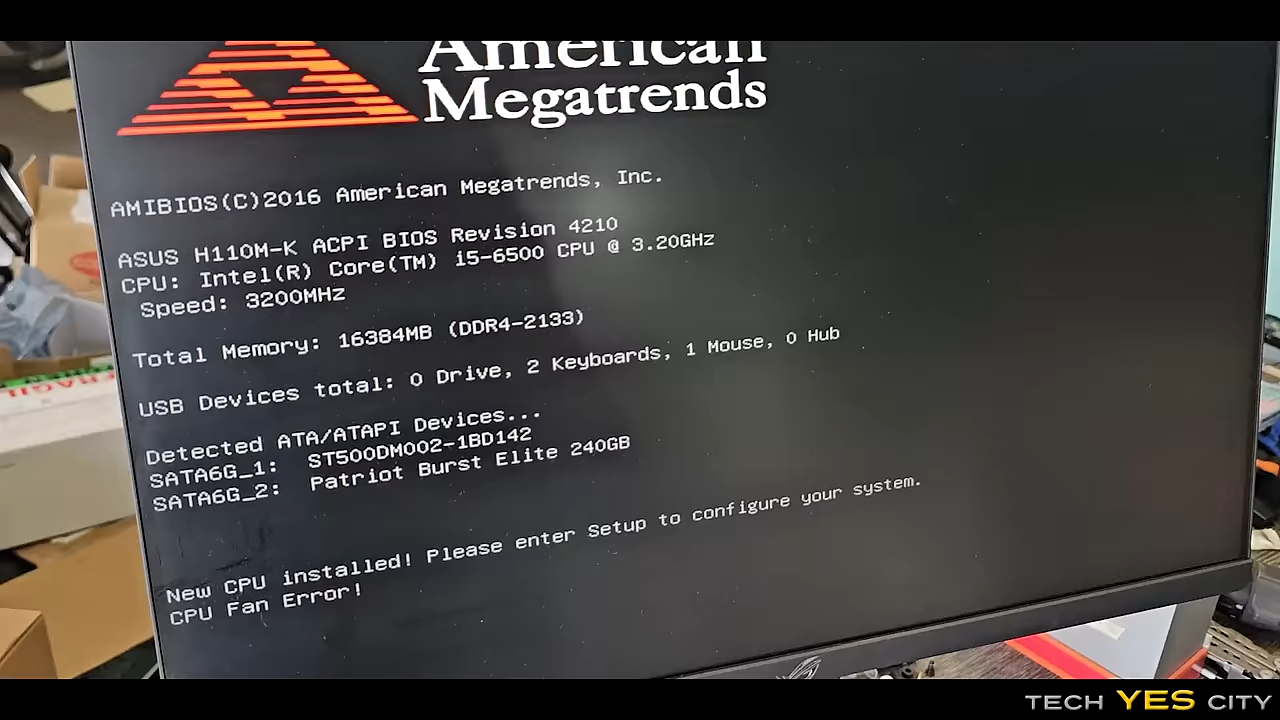 American
Megatrends
AMIBIOS(C)2016 American Megatrends, Inc.
ASUS H110M-K ACPI BIOS Revision 4210
CPU: Intel(R) Core(TM) i5-6500 CPU @ 3.20GHz
Speed: 3200MHz
Total Memory: 16384MB (DDR4-2133)
USB Devices total: 0 Drive, 2 Keyboards, 1 Mouse, 0 Hub
Detected ATA/ATAPI Devices...
SATA6G_1: ST500DM002-1BD142
SATA6G_2: Patriot Burst Elite 240GB
New CPU installed! Please enter Setup to configure your system.
CPU Fan Error!
FRAGIL
TECH YES CITY